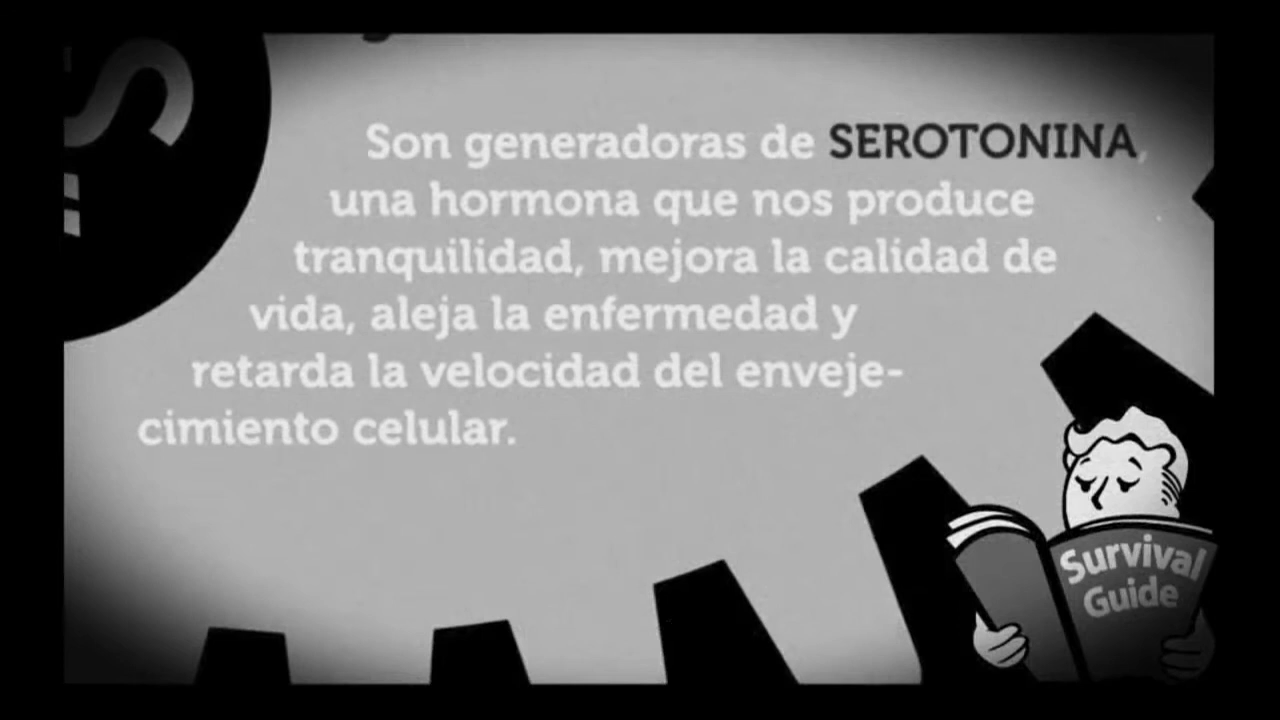 Son generadoras de SEROTONINA,
una hormona que nos produce
tranquilidad, mejora la calidad de
vida, aleja la enfermedad y
retarda la velocidad del enveje-
cimiento celular.
Survival
Guide